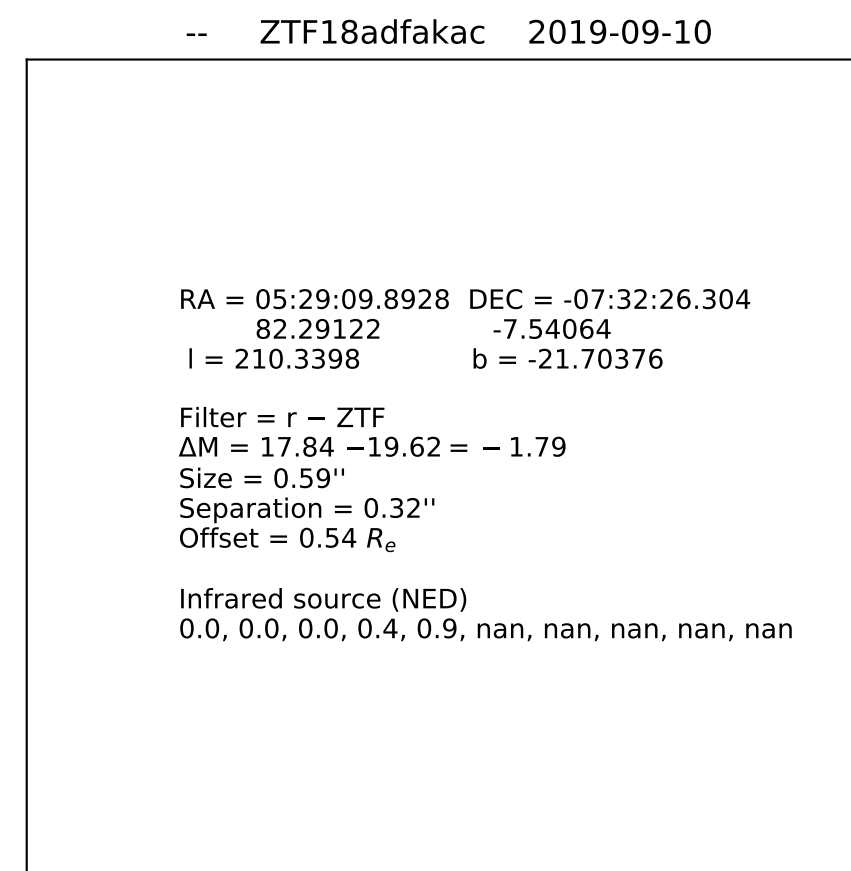 -- ZTF18adfakac 2019-09-10
RA = 05:29:09.8928 DEC = -07:32:26.304
82.29122 -7.54064
l = 210.3398 b = -21.70376
Filter = r − ZTF
ΔM = 17.84 −19.62 = − 1.79
Size = 0.59''
Separation = 0.32''
Offset = 0.54 Re
Infrared source (NED)
0.0, 0.0, 0.0, 0.4, 0.9, nan, nan, nan, nan, nan